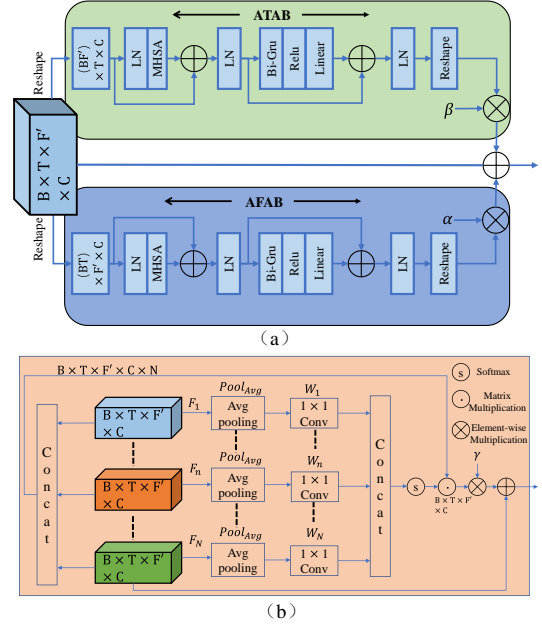 ATAB
Reshape
(BF′)
× T × C
LN
MHSA
LN
Bi-Gru
Relu
Linear
LN
Reshape
β
B × T × F′
× C
AFAB
Reshape
(BT)
× F′ × C
LN
MHSA
LN
Bi-Gru
Relu
Linear
LN
Reshape
α
(a)
B × T × F′ × C × N
Concat
B × T × F′
× C
F1
PoolAvg
Avg
pooling
W1
1 × 1
Conv
B × T × F′
× C
Fn
PoolAvg
Avg
pooling
Wn
1 × 1
Conv
B × T × F′
× C
FN
PoolAvg
Avg
pooling
WN
1 × 1
Conv
Concat
s
B × T × F′
× C
γ
s
Softmax
Matrix
Multiplication
Element-wise
Multiplication
(b)